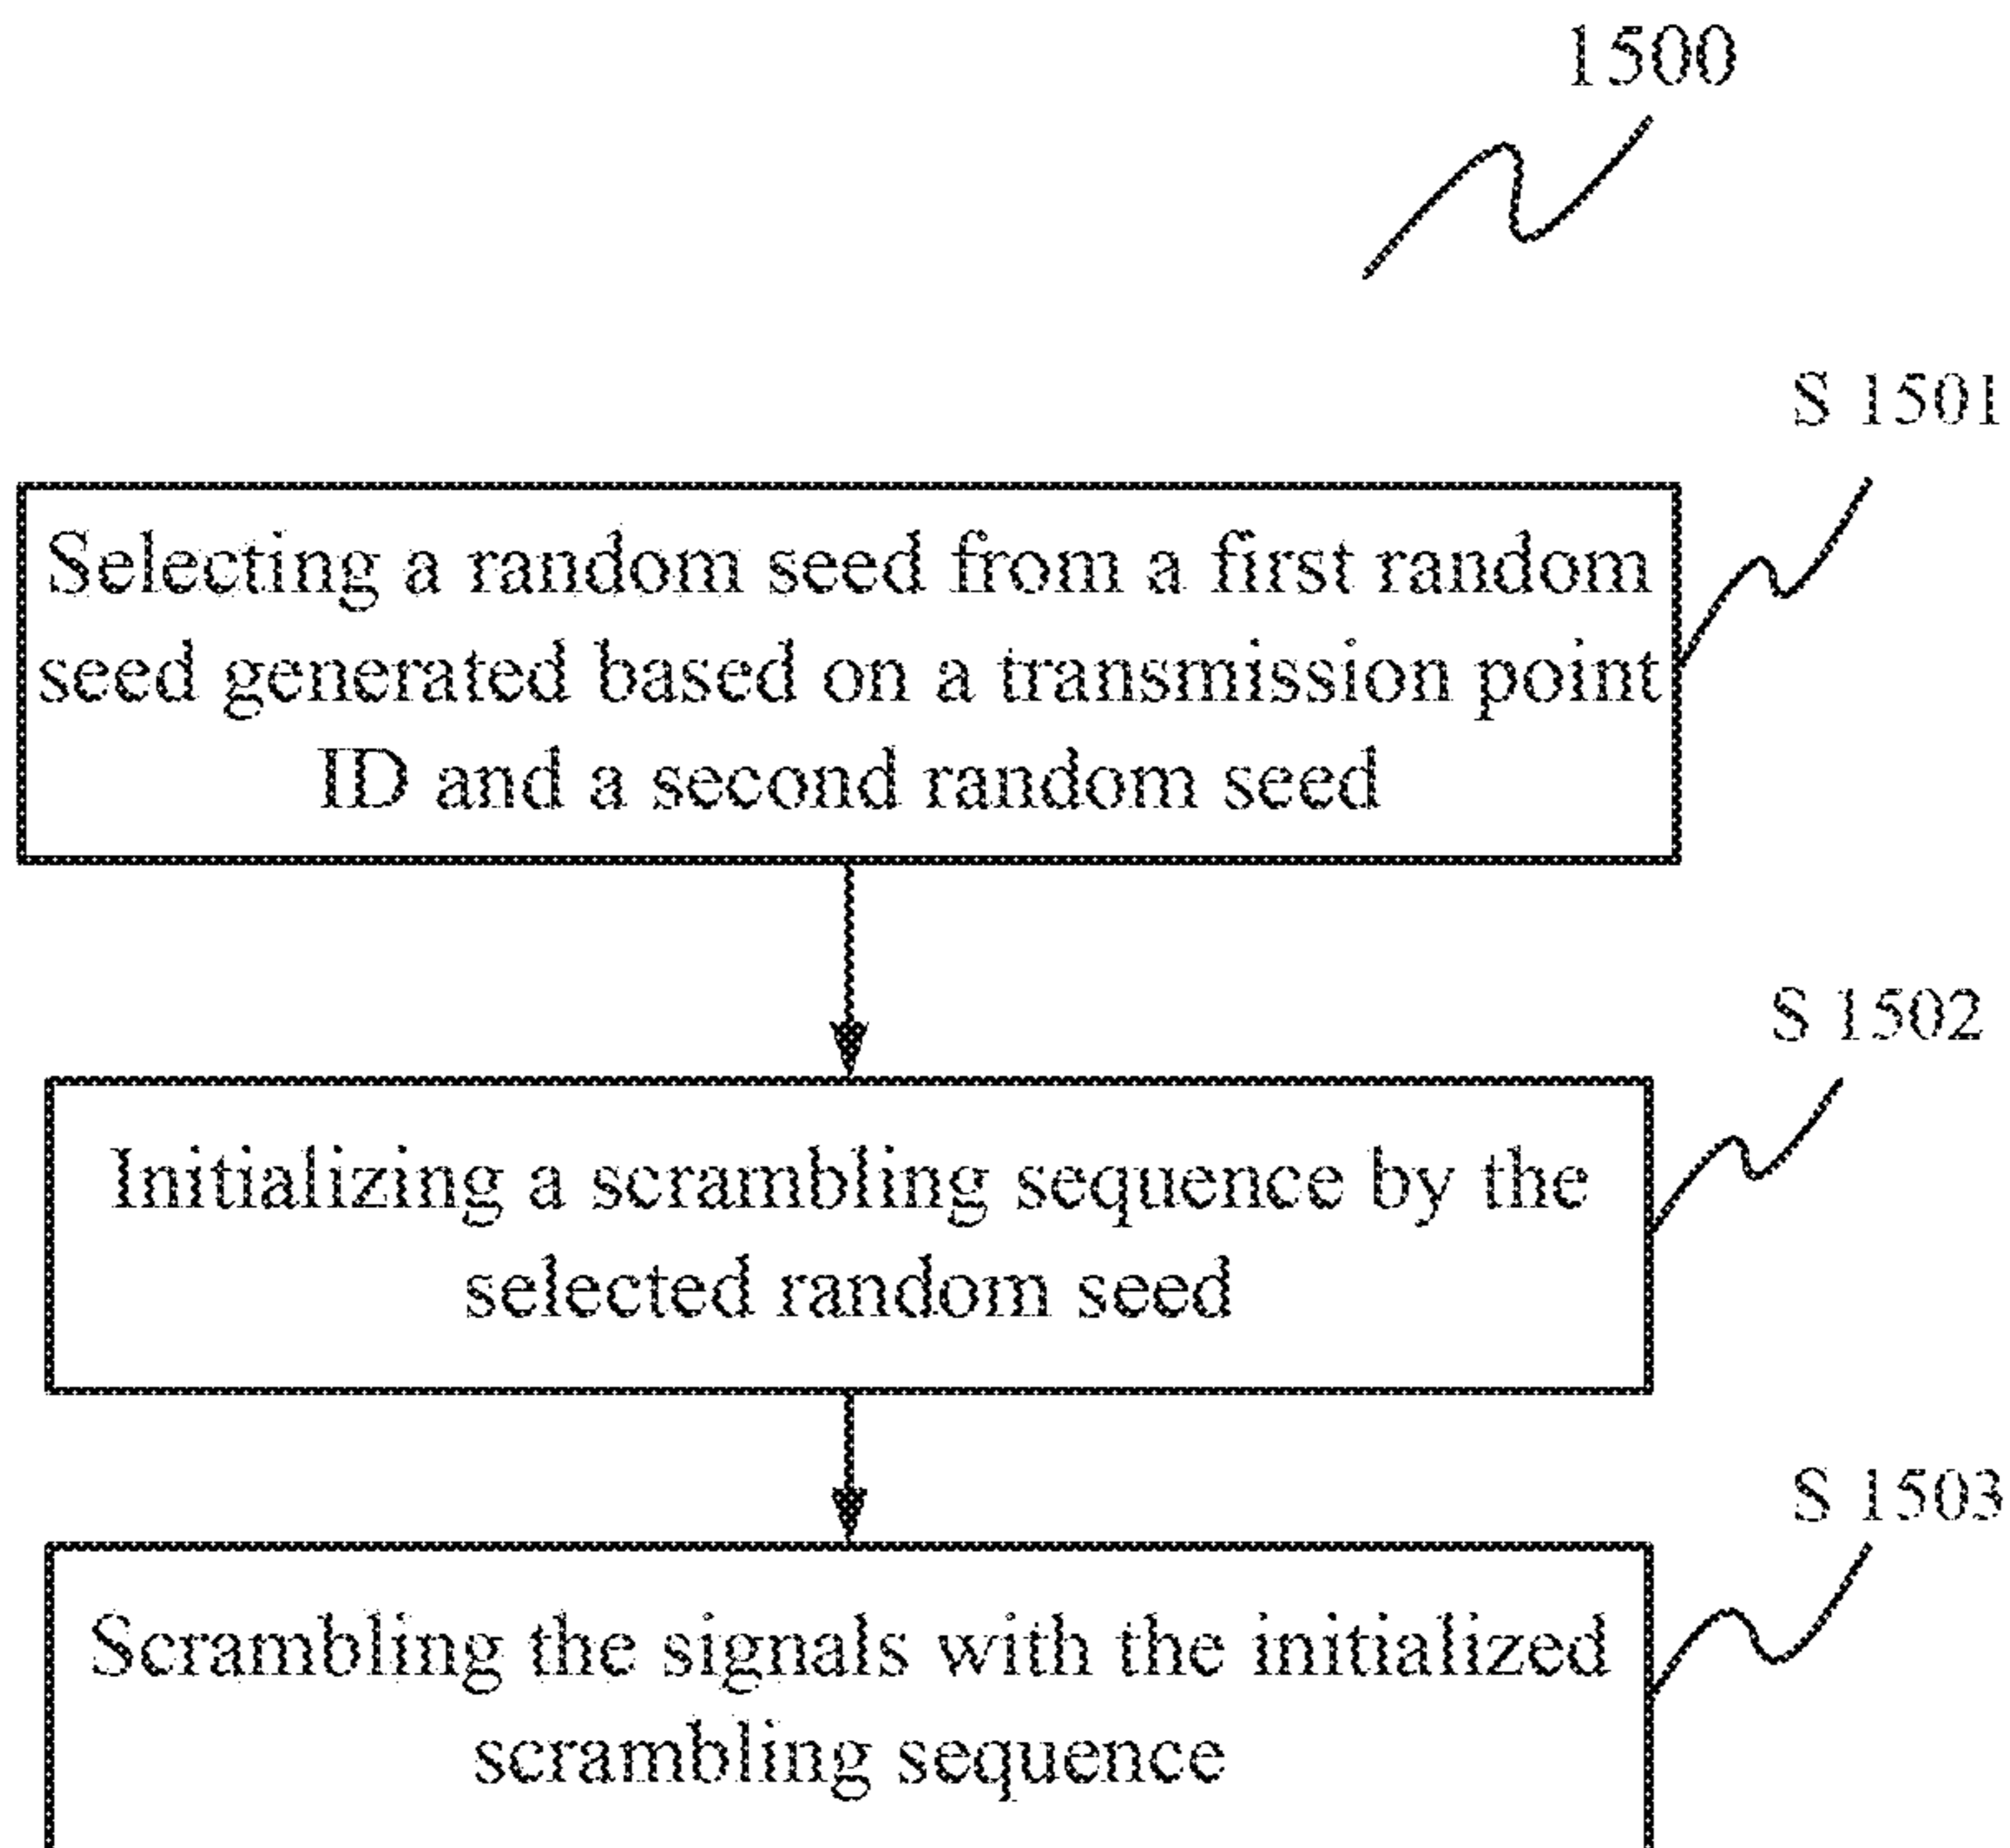 1500
S 1501
Selecting a random seed from a first random
seed generated based on a transmission point
ID and a second random seed
S 1502
Initializing a scrambling sequence by the
selected random seed
S 1503
Scrambling the signals with the initialized
scrambling sequence